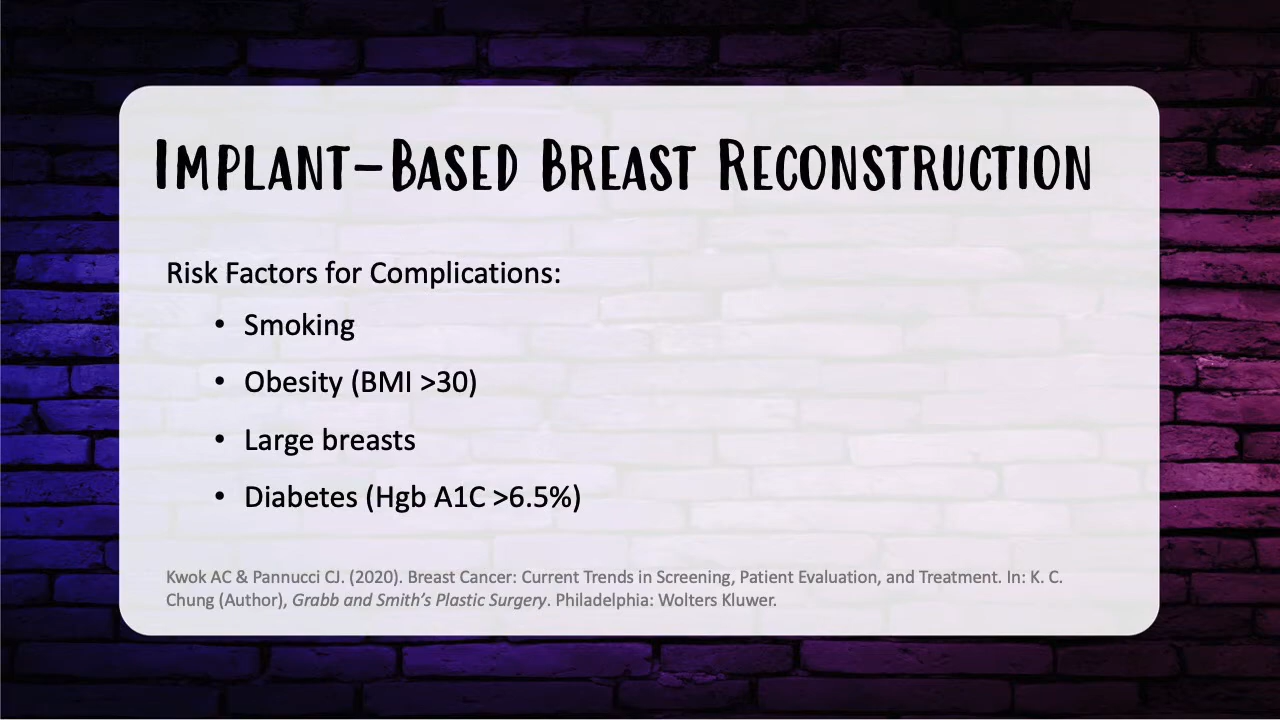 Implant-Based Breast Reconstruction
Risk Factors for Complications:
• Smoking
• Obesity (BMI >30)
• Large breasts
• Diabetes (Hgb A1C >6.5%)
Kwok AC & Pannucci CJ. (2020). Breast Cancer: Current Trends in Screening, Patient Evaluation, and Treatment. In: K. C.
Chung (Author), Grabb and Smith’s Plastic Surgery. Philadelphia: Wolters Kluwer.